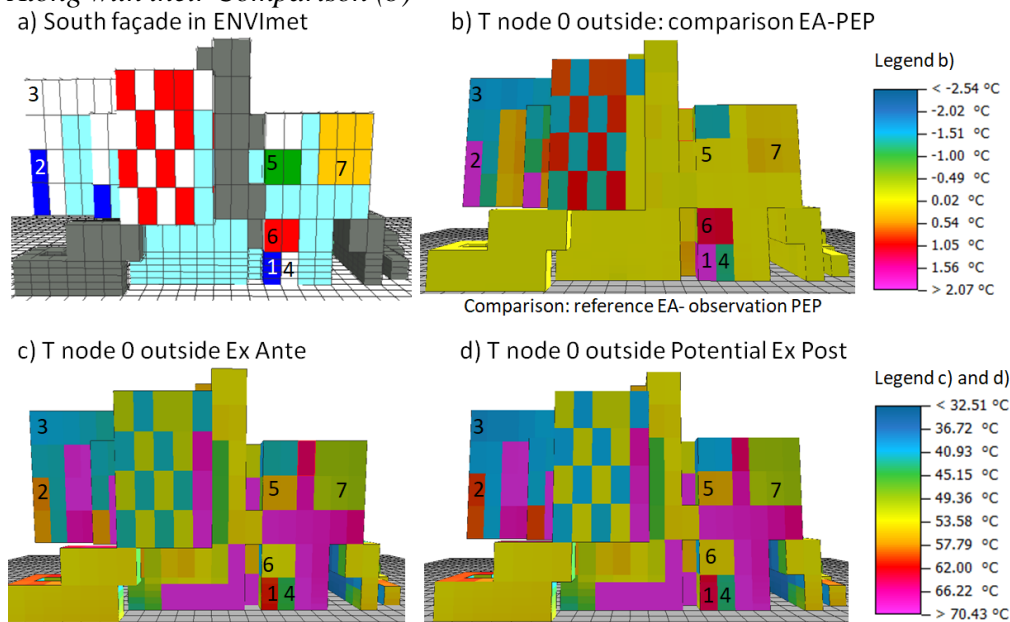 Along with their Comparison (b)
a) South façade in ENVImet
b) T node 0 outside: comparison EA-PEP
Legend b)
< -2.54 °C
-2.02 °C
-1.51 °C
-1.00 °C
-0.49 °C
0.02 °C
0.54 °C
1.05 °C
1.56 °C
> 2.07 °C
3
2
5
7
6
1 4
3
2
5
7
6
1 4
Comparison: reference EA- observation PEP
c) T node 0 outside Ex Ante
d) T node 0 outside Potential Ex Post
Legend c) and d)
< 32.51 °C
36.72 °C
40.93 °C
45.15 °C
49.36 °C
53.58 °C
57.79 °C
62.00 °C
66.22 °C
> 70.43 °C
3
2
5
7
6
1 4
3
2
5
7
6
1 4